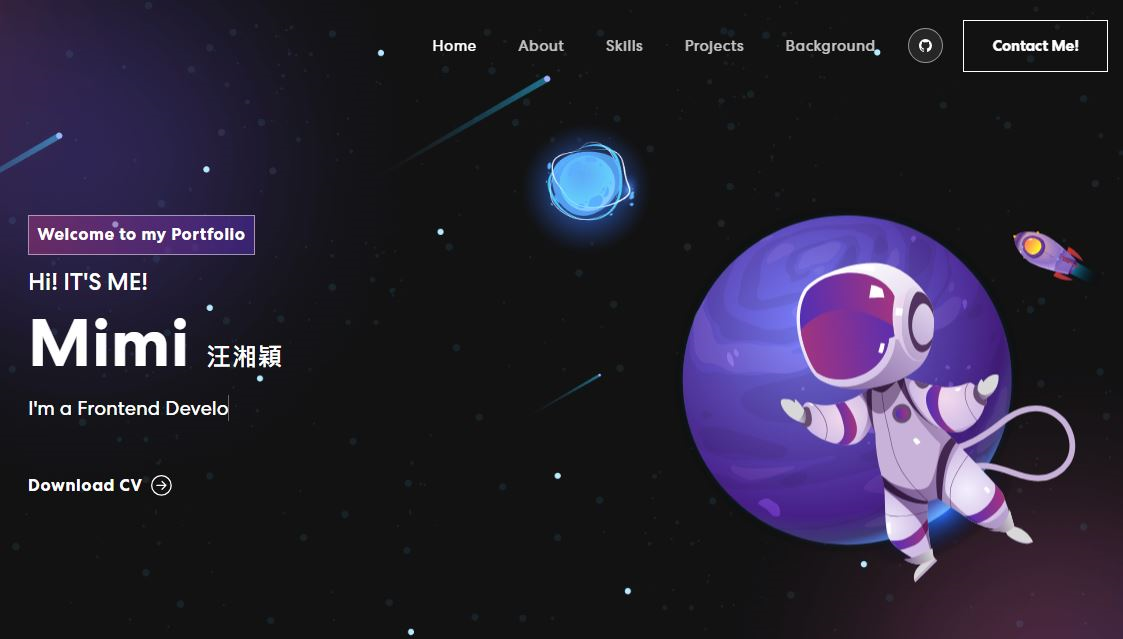 Home About Skills Projects Background Contact Me!
Welcome to my Portfolio
Hi! IT'S ME!
Mimi 汪湘穎
I'm a Frontend Develo
Download CV